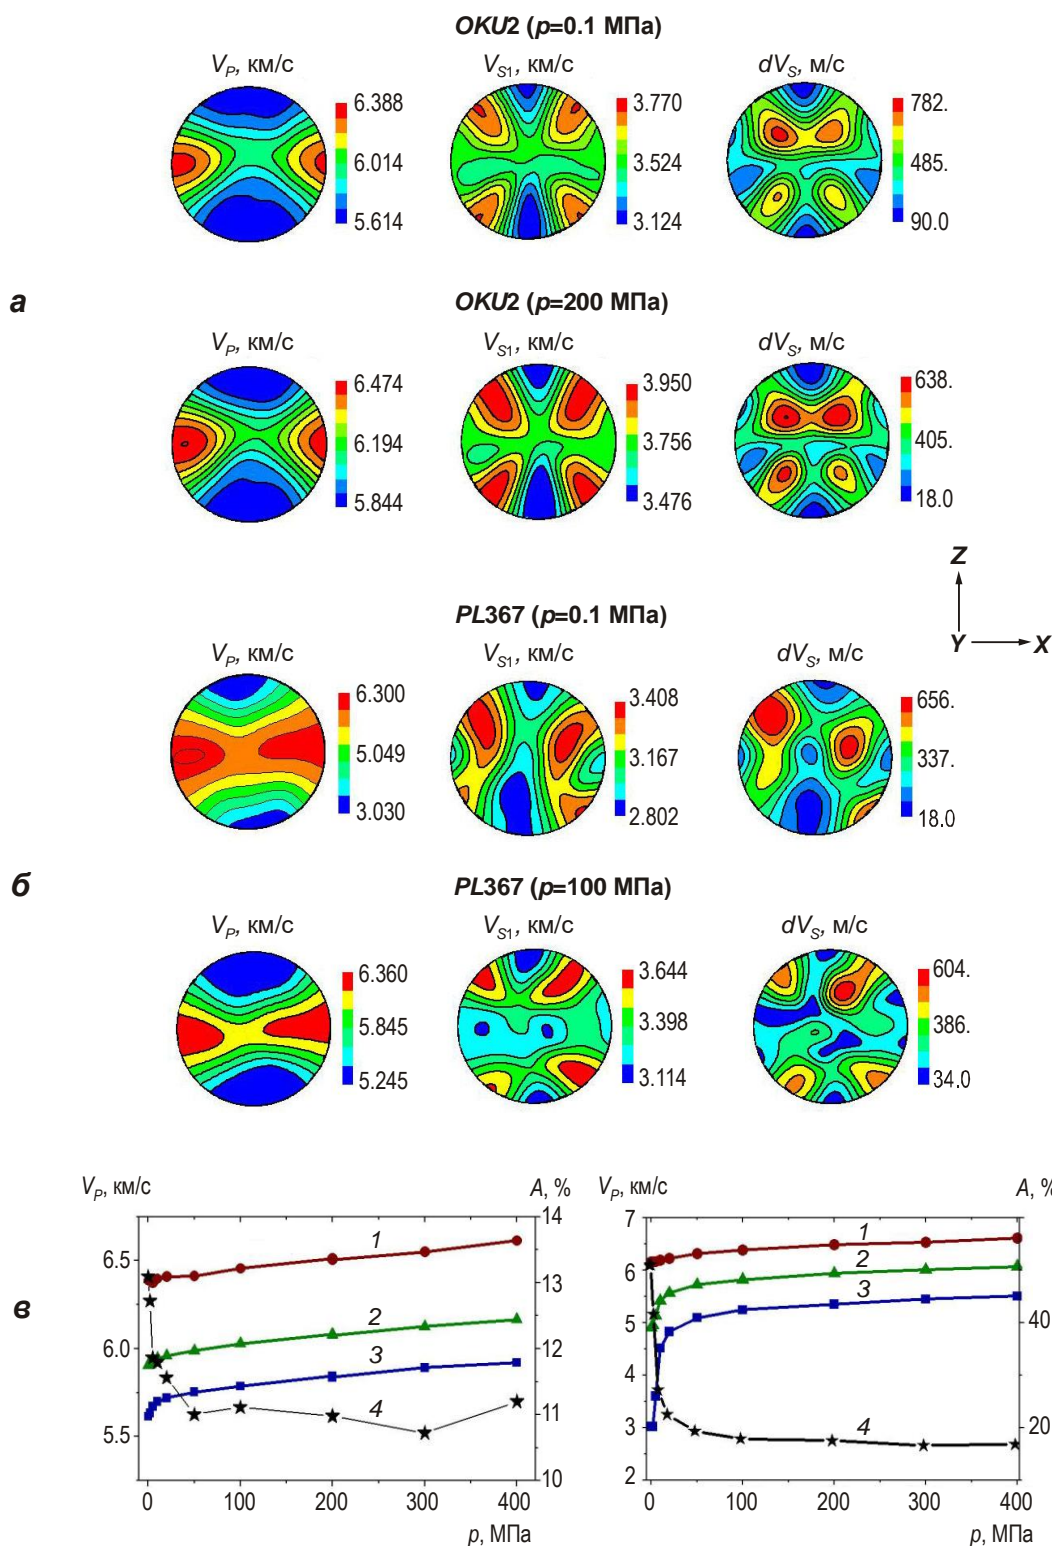 OKU2 (p=0.1 МПа)
V_P, км/с
V_S1, км/с
dV_S, м/с
6.388
6.014
5.614
3.770
3.524
3.124
782.
485.
90.0
а
OKU2 (p=200 МПа)
V_P, км/с
V_S1, км/с
dV_S, м/с
6.474
6.194
5.844
3.950
3.756
3.476
638.
405.
18.0
Z
Y
X
PL367 (p=0.1 МПа)
V_P, км/с
V_S1, км/с
dV_S, м/с
6.300
5.049
3.030
3.408
3.167
2.802
656.
337.
18.0
б
PL367 (p=100 МПа)
V_P, км/с
V_S1, км/с
dV_S, м/с
6.360
5.845
5.245
3.644
3.398
3.114
604.
386.
34.0
в
V_P, км/с
A, %
6.5
6.0
5.5
14
13
12
11
10
1
2
3
4
0 100 200 300 400
p, МПа
V_P, км/с
A, %
7
6
5
4
3
2
40
20
1
2
3
4
0 100 200 300 400
p, МПа